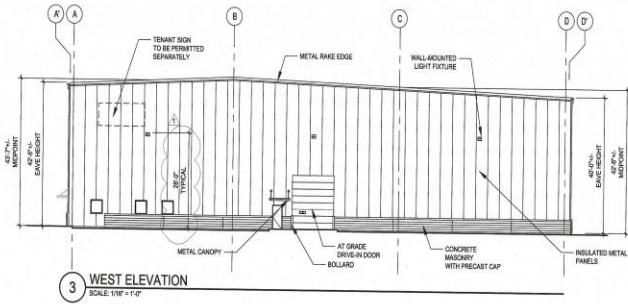 A' A B C D D'
TENANT SIGN
TO BE PERMITTED
SEPARATELY
METAL RAKE EDGE
WALL-MOUNTED
LIGHT FIXTURE
43'-7"+/-
MIDPOINT
42'-6"+/-
EAVE HEIGHT
1
28'-0"
TYPICAL
40'-0"+/-
EAVE HEIGHT
42'-6"+/-
MIDPOINT
METAL CANOPY
AT GRADE
DRIVE-IN DOOR
BOLLARD
CONCRETE
MASONRY
WITH PRECAST CAP
INSULATED METAL
PANELS
3 WEST ELEVATION
SCALE: 1/16" = 1'-0"